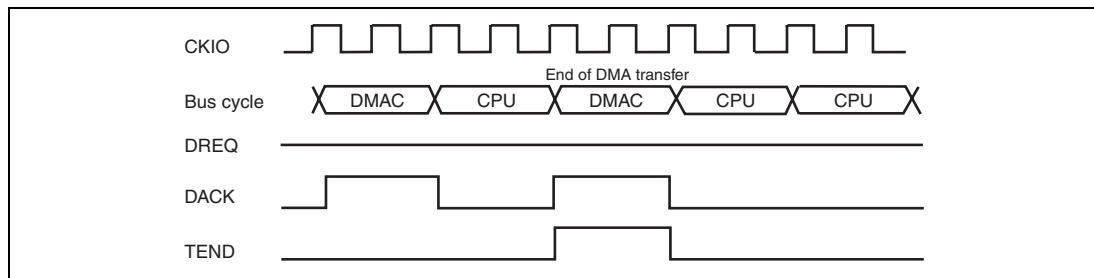 CKIO
End of DMA transfer
Bus cycle DMAC CPU DMAC CPU CPU
DREQ
DACK
TEND